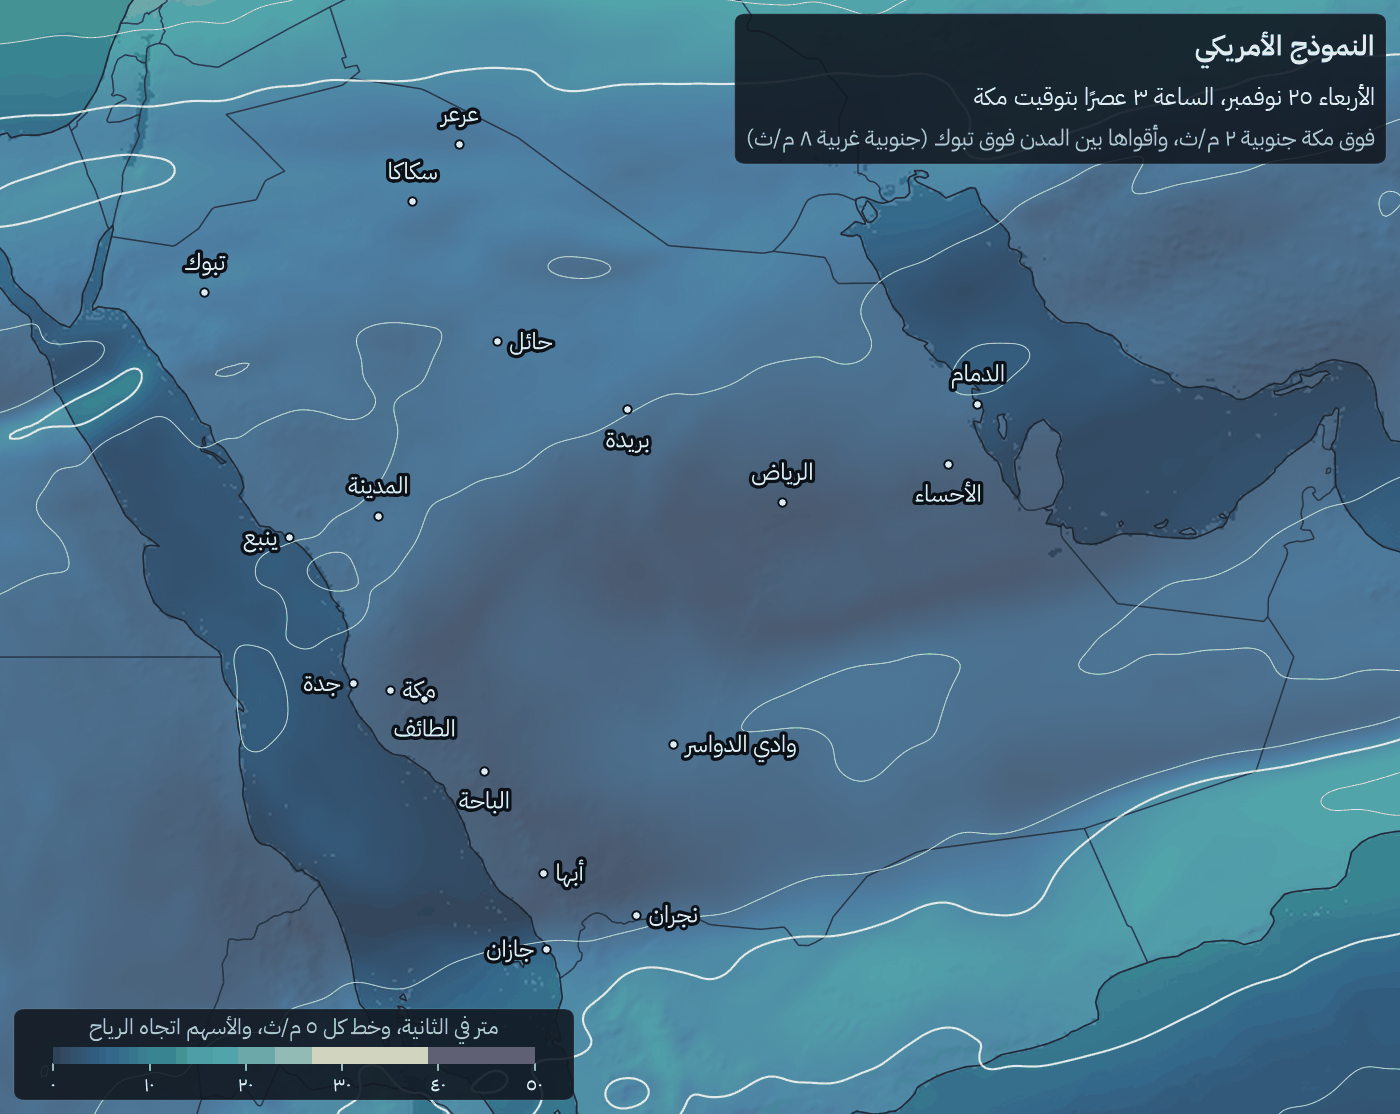 النموذج الأمريكي
الأربعاء ٢٥ نوفمبر، الساعة ٣ عصرًا بتوقيت مكة
فوق مكة جنوبية ٢ م/ث، وأقواها بين المدن فوق تبوك (جنوبية غربية ٨ م/ث)
عرعر
سكاكا
تبوك
حائل
الدمام
بريدة
الرياض
المدينة
الأحساء
ينبع
جدة
مكة
الطائف
وادي الدواسر
الباحة
أبها
نجران
جازان
متر في الثانية، وخط كل ٥ م/ث، والأسهم اتجاه الرياح
٠ ١٠ ٢٠ ٣٠ ٤٠ ٥٠